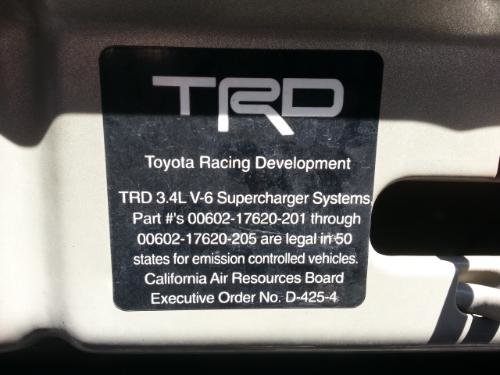 TRD
Toyota Racing Development
TRD 3.4L V-6 Supercharger Systems,
Part #'s 00602-17620-201 through
00602-17620-205 are legal in 50
states for emission controlled vehicles.
California Air Resources Board
Executive Order No. D-425-4